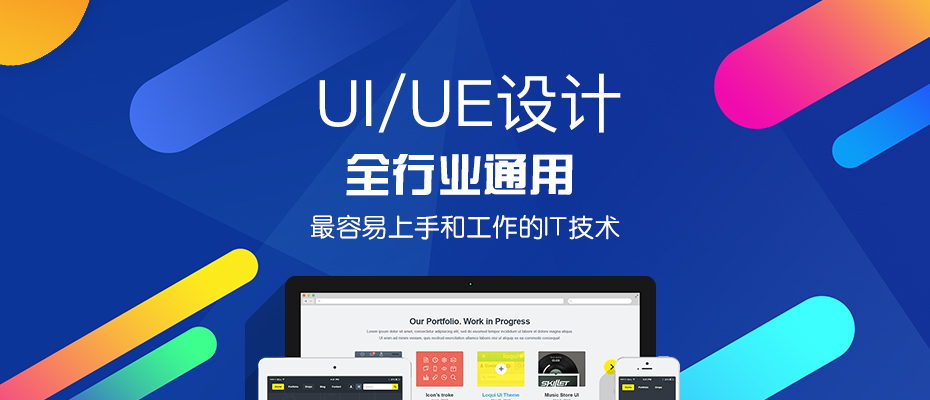 UI/UE设计
全行业通用
最容易上手和工作的IT技术
Our Portfolio. Work in Progress
Icon's troke
Loqui UI Theme
Music Store UI
SKILLET